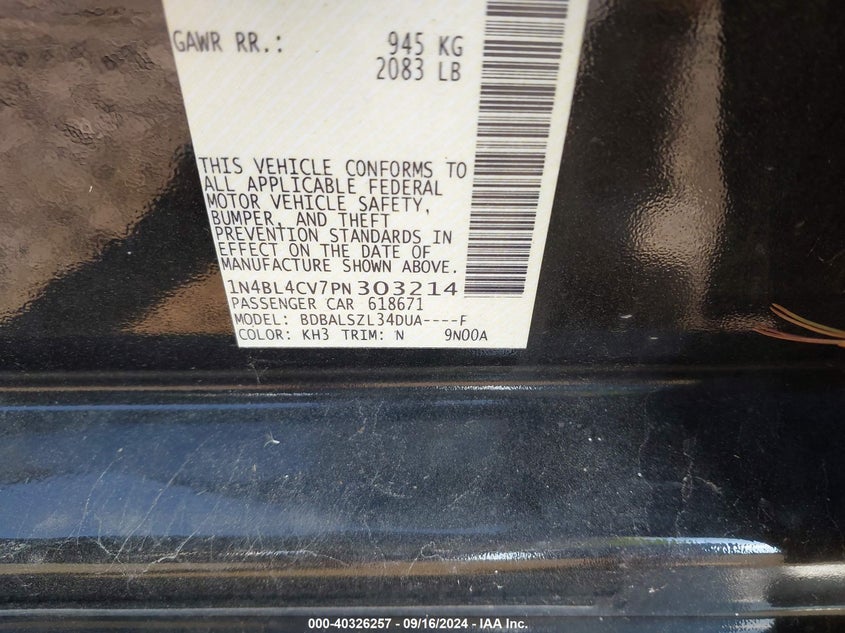 GAWR RR.: 945 KG
2083 LB
THIS VEHICLE CONFORMS TO
ALL APPLICABLE FEDERAL
MOTOR VEHICLE SAFETY,
BUMPER, AND THEFT
PREVENTION STANDARDS IN
EFFECT ON THE DATE OF
MANUFACTURE SHOWN ABOVE.
1N4BL4CV7PN303214
PASSENGER CAR 618671
MODEL: BDBALSZL34DUA----F
COLOR: KH3 TRIM: N 9N00A
000-40326257 - 09/16/2024 - IAA Inc.